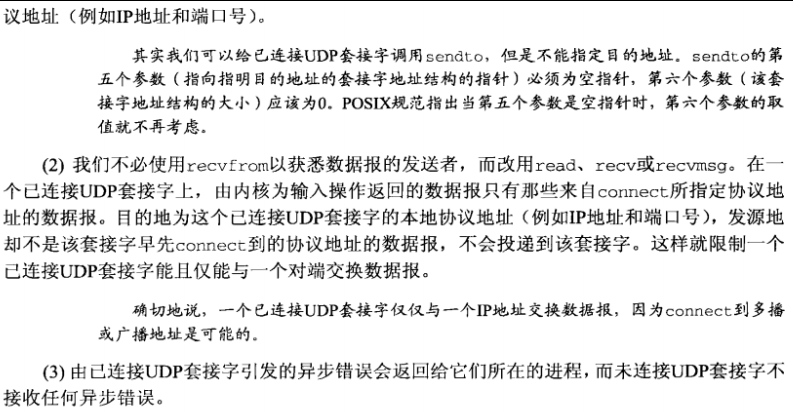 议地址（例如IP地址和端口号）。
其实我们可以给已连接UDP套接字调用sendto，但是不能指定目的地址。sendto的第
五个参数（指向指明目的地址的套接字地址结构的指针）必须为空指针，第六个参数（该套
接字地址结构的大小）应该为0。POSIX规范指出当第五个参数是空指针时，第六个参数的取
值就不再考虑。
(2) 我们不必使用recvfrom以获悉数据报的发送者，而改用read、recv或recvmsg。在一
个已连接UDP套接字上，由内核为输入操作返回的数据报只有那些来自connect所指定协议地
址的数据报。目的地为这个已连接UDP套接字的本地协议地址（例如IP地址和端口号），发源地
却不是该套接字早先connect到的协议地址的数据报，不会投递到该套接字。这样就限制一个
已连接UDP套接字能且仅能与一个对端交换数据报。
确切地说，一个已连接UDP套接字仅仅与一个IP地址交换数据报，因为connect到多播
或广播地址是可能的。
(3) 由已连接UDP套接字引发的异步错误会返回给它们所在的进程，而未连接UDP套接字不
接收任何异步错误。